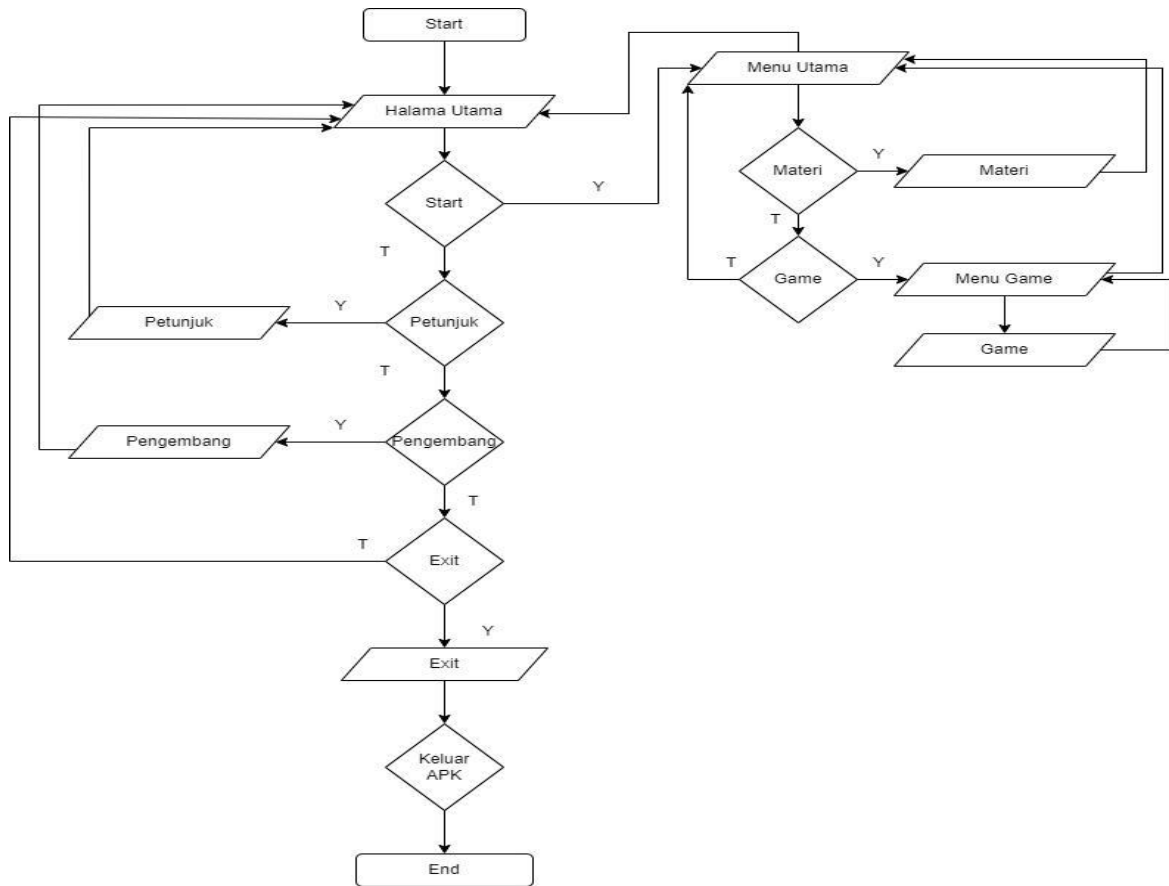 Start
Menu Utama
Halama Utama
Materi
Y
Materi
Start
Y
T
T
Game
T
Y
Menu Game
Petunjuk
Y
Petunjuk
Game
T
Pengembang
Y
Pengembang
T
Exit
T
Y
Exit
Keluar
APK
End